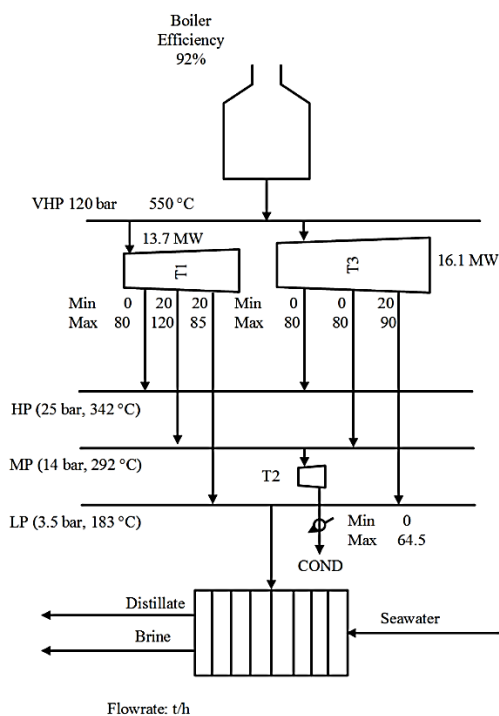 Boiler
Efficiency
92%
VHP 120 bar 550 °C
13.7 MW
T1
T3
16.1 MW
Min 0 20 20 Min 0 0 20
Max 80 120 85 Max 80 80 90
HP (25 bar, 342 °C)
MP (14 bar, 292 °C)
T2
LP (3.5 bar, 183 °C)
Min 0
Max 64.5
COND
Distillate
Brine
Seawater
Flowrate: t/h